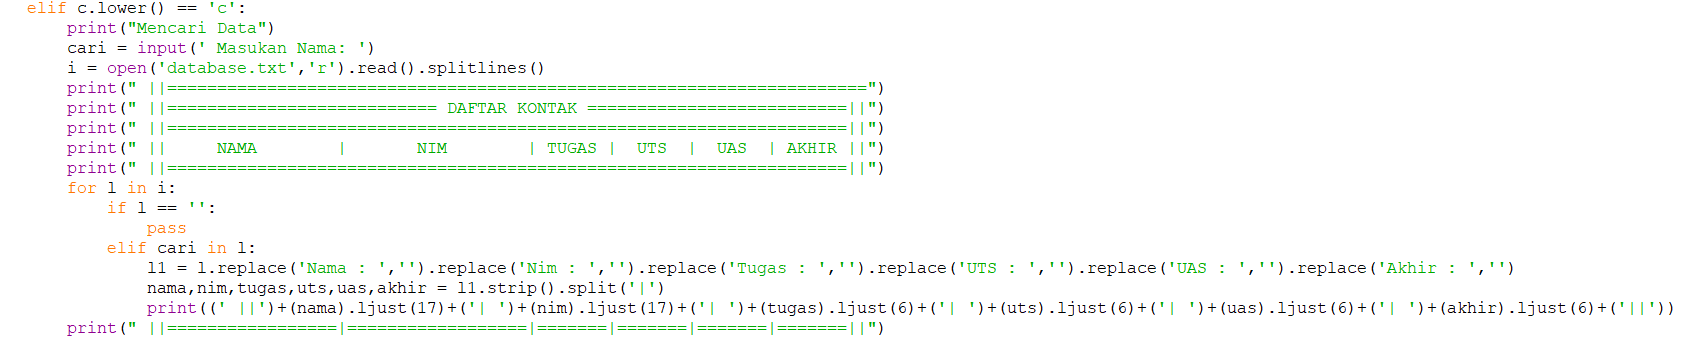 elif c.lower() == 'c':
    print("Mencari Data")
    cari = input(' Masukan Nama: ')
    i = open('database.txt','r').read().splitlines()
    print(" ||======================================================================")
    print(" ||=========================== DAFTAR KONTAK ==========================||")
    print(" ||====================================================================||")
    print(" ||     NAMA        |       NIM        | TUGAS |  UTS  |  UAS  | AKHIR ||")
    print(" ||====================================================================||")
    for l in i:
        if l == '':
            pass
        elif cari in l:
            l1 = l.replace('Nama : ','').replace('Nim : ','').replace('Tugas : ','').replace('UTS : ','').replace('UAS : ','').replace('Akhir : ','')
            nama,nim,tugas,uts,uas,akhir = l1.strip().split('|')
            print((' ||')+(nama).ljust(17)+('| ')+(nim).ljust(17)+('| ')+(tugas).ljust(6)+('| ')+(uts).ljust(6)+('| ')+(uas).ljust(6)+('| ')+(akhir).ljust(6)+('||'))
    print(" ||=================|==================|=======|=======|=======|=======||")